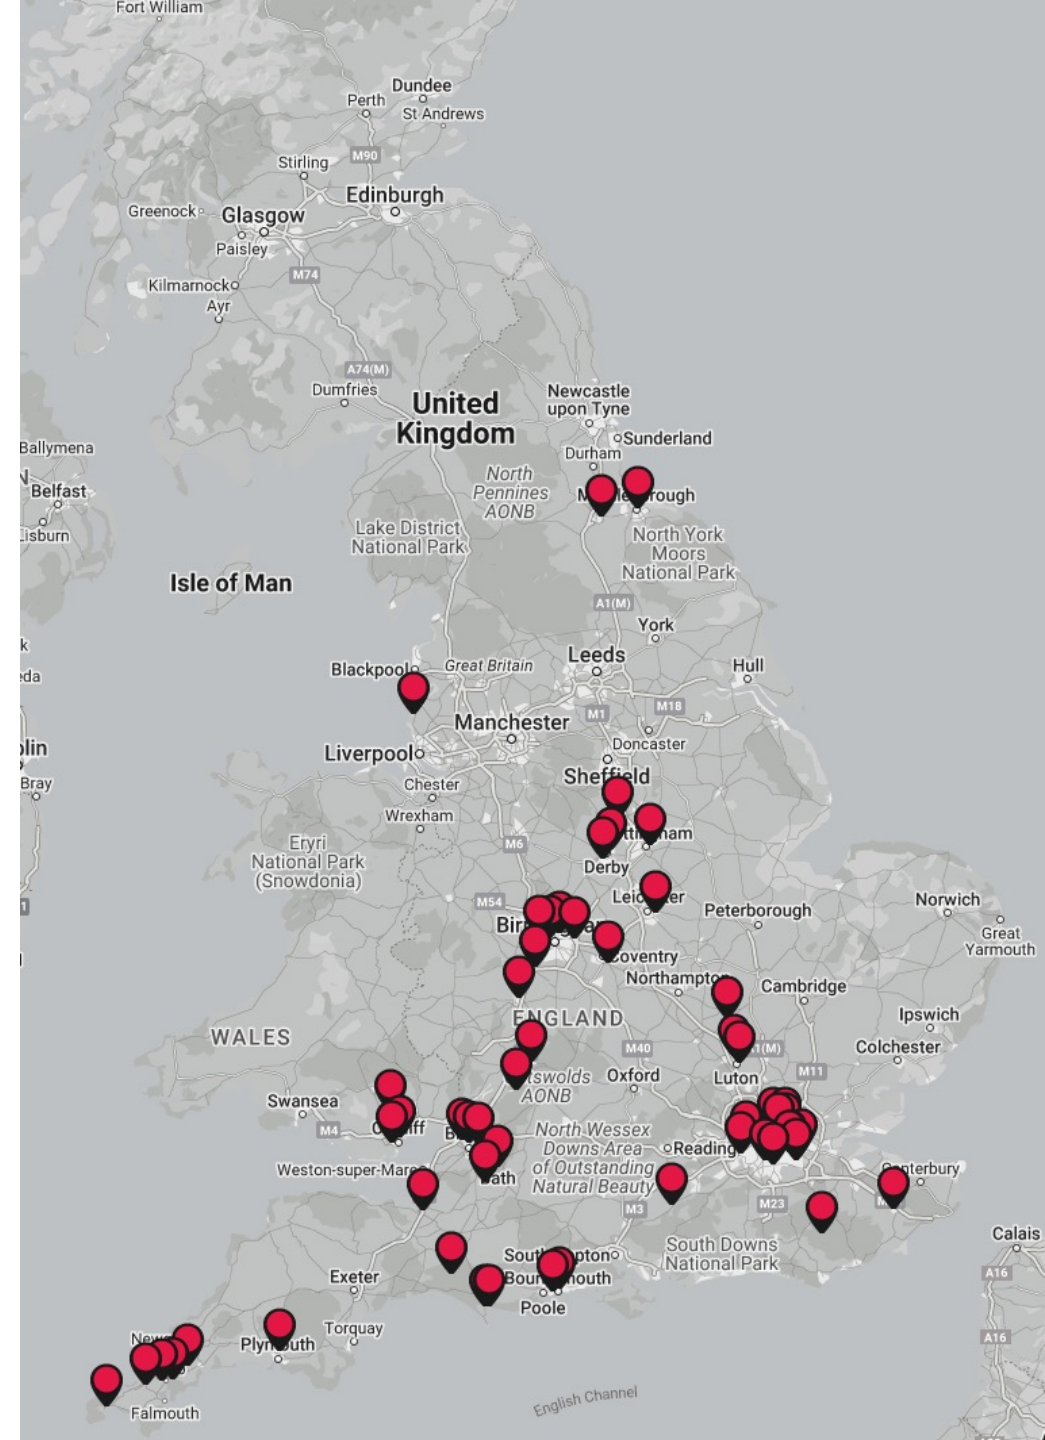 Fort William
Dundee
Perth
St Andrews
M90
Stirling
Edinburgh
Greenock
Glasgow
Paisley
M74
Kilmarnock
Ayr
A74(M)
Dumfries
United
Kingdom
Newcastle
upon Tyne
Sunderland
Durham
Ballymena
Belfast
Lisburn
North
Pennines
AONB
Lake District
National Park
North York
Moors
National Park
Isle of Man
A1(M)
York
Leeds
Blackpool
Great Britain
Hull
M1
M18
Manchester
Liverpool
Doncaster
Sheffield
Bray
Chester
Wrexham
Eryri
National Park
(Snowdonia)
M6
Derby
M54
Peterborough
Norwich
Great
Yarmouth
Coventry
Northampton
Cambridge
ENGLAND
WALES
Ipswich
Colchester
M40
M11
Oxford
Luton
AONB
Swansea
M4
North Wessex
Downs Area
of Outstanding
Natural Beauty
Reading
Weston-super-Mare
M3
M23
South Downs
National Park
Calais
A16
Exeter
Poole
Torquay
A16
Falmouth
English Channel